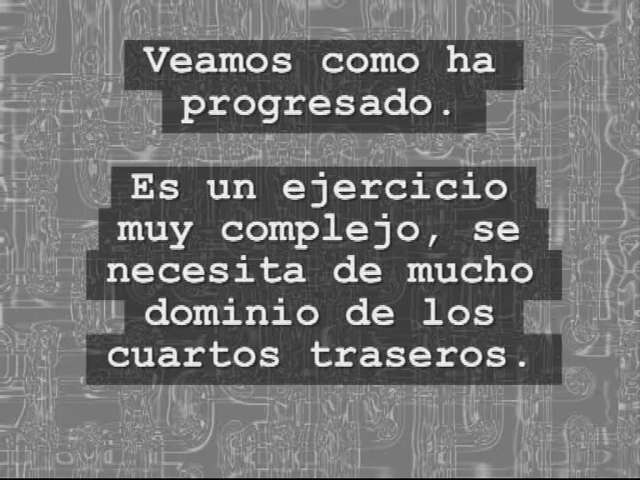 Veamos como ha
progresado.
Es un ejercicio
muy complejo, se
necesita de mucho
dominio de los
cuartos traseros.